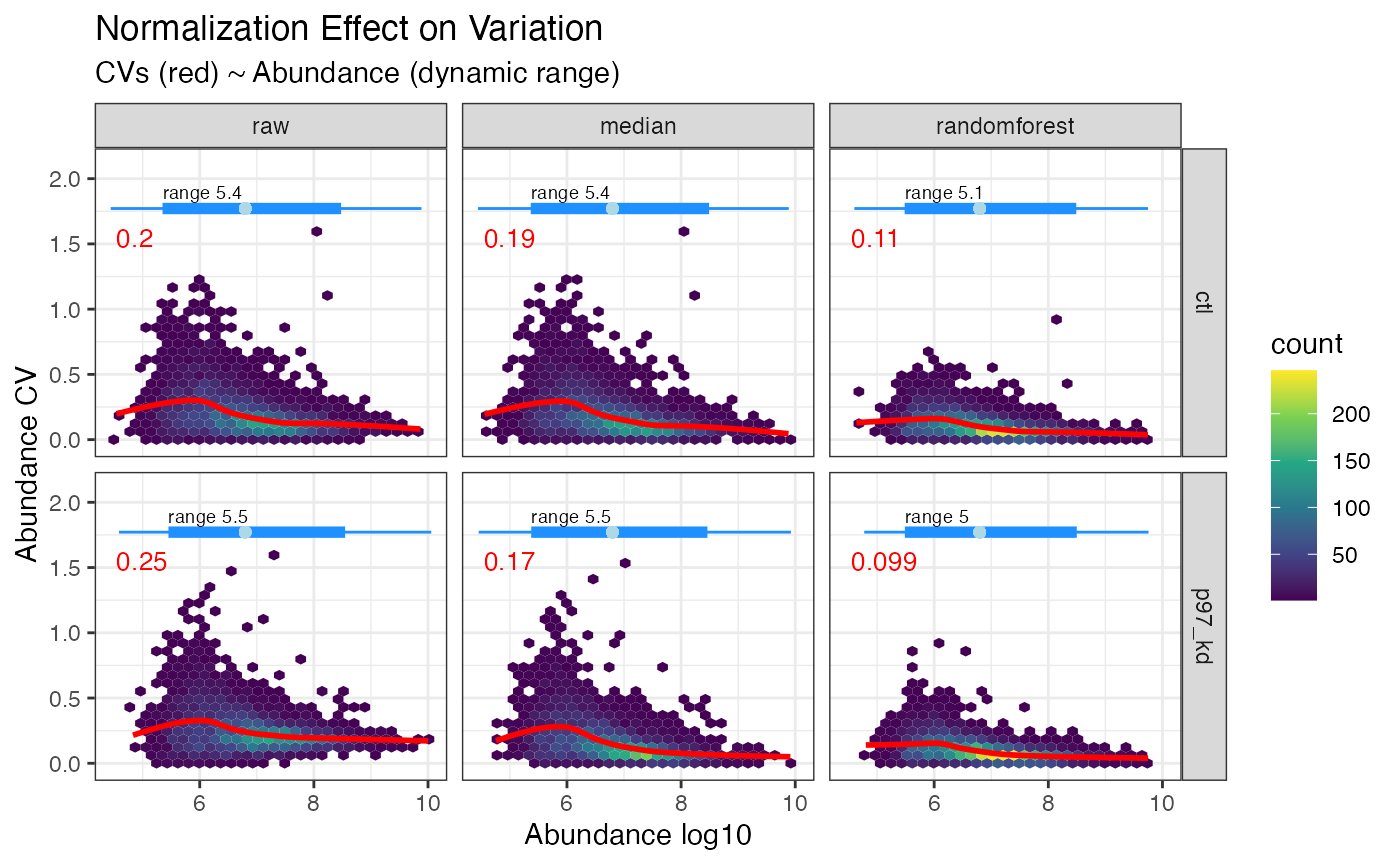 Normalization Effect on Variation
CVs (red) ~ Abundance (dynamic range)
raw
median
randomforest
ctl
p97_kd
Abundance CV
2.0
1.5
1.0
0.5
0.0
range 5.4
0.2
range 5.4
0.19
range 5.1
0.11
2.0
1.5
1.0
0.5
0.0
range 5.5
0.25
range 5.5
0.17
range 5
0.099
6 8 10
6 8 10
6 8 10
Abundance log10
count
200
150
100
50